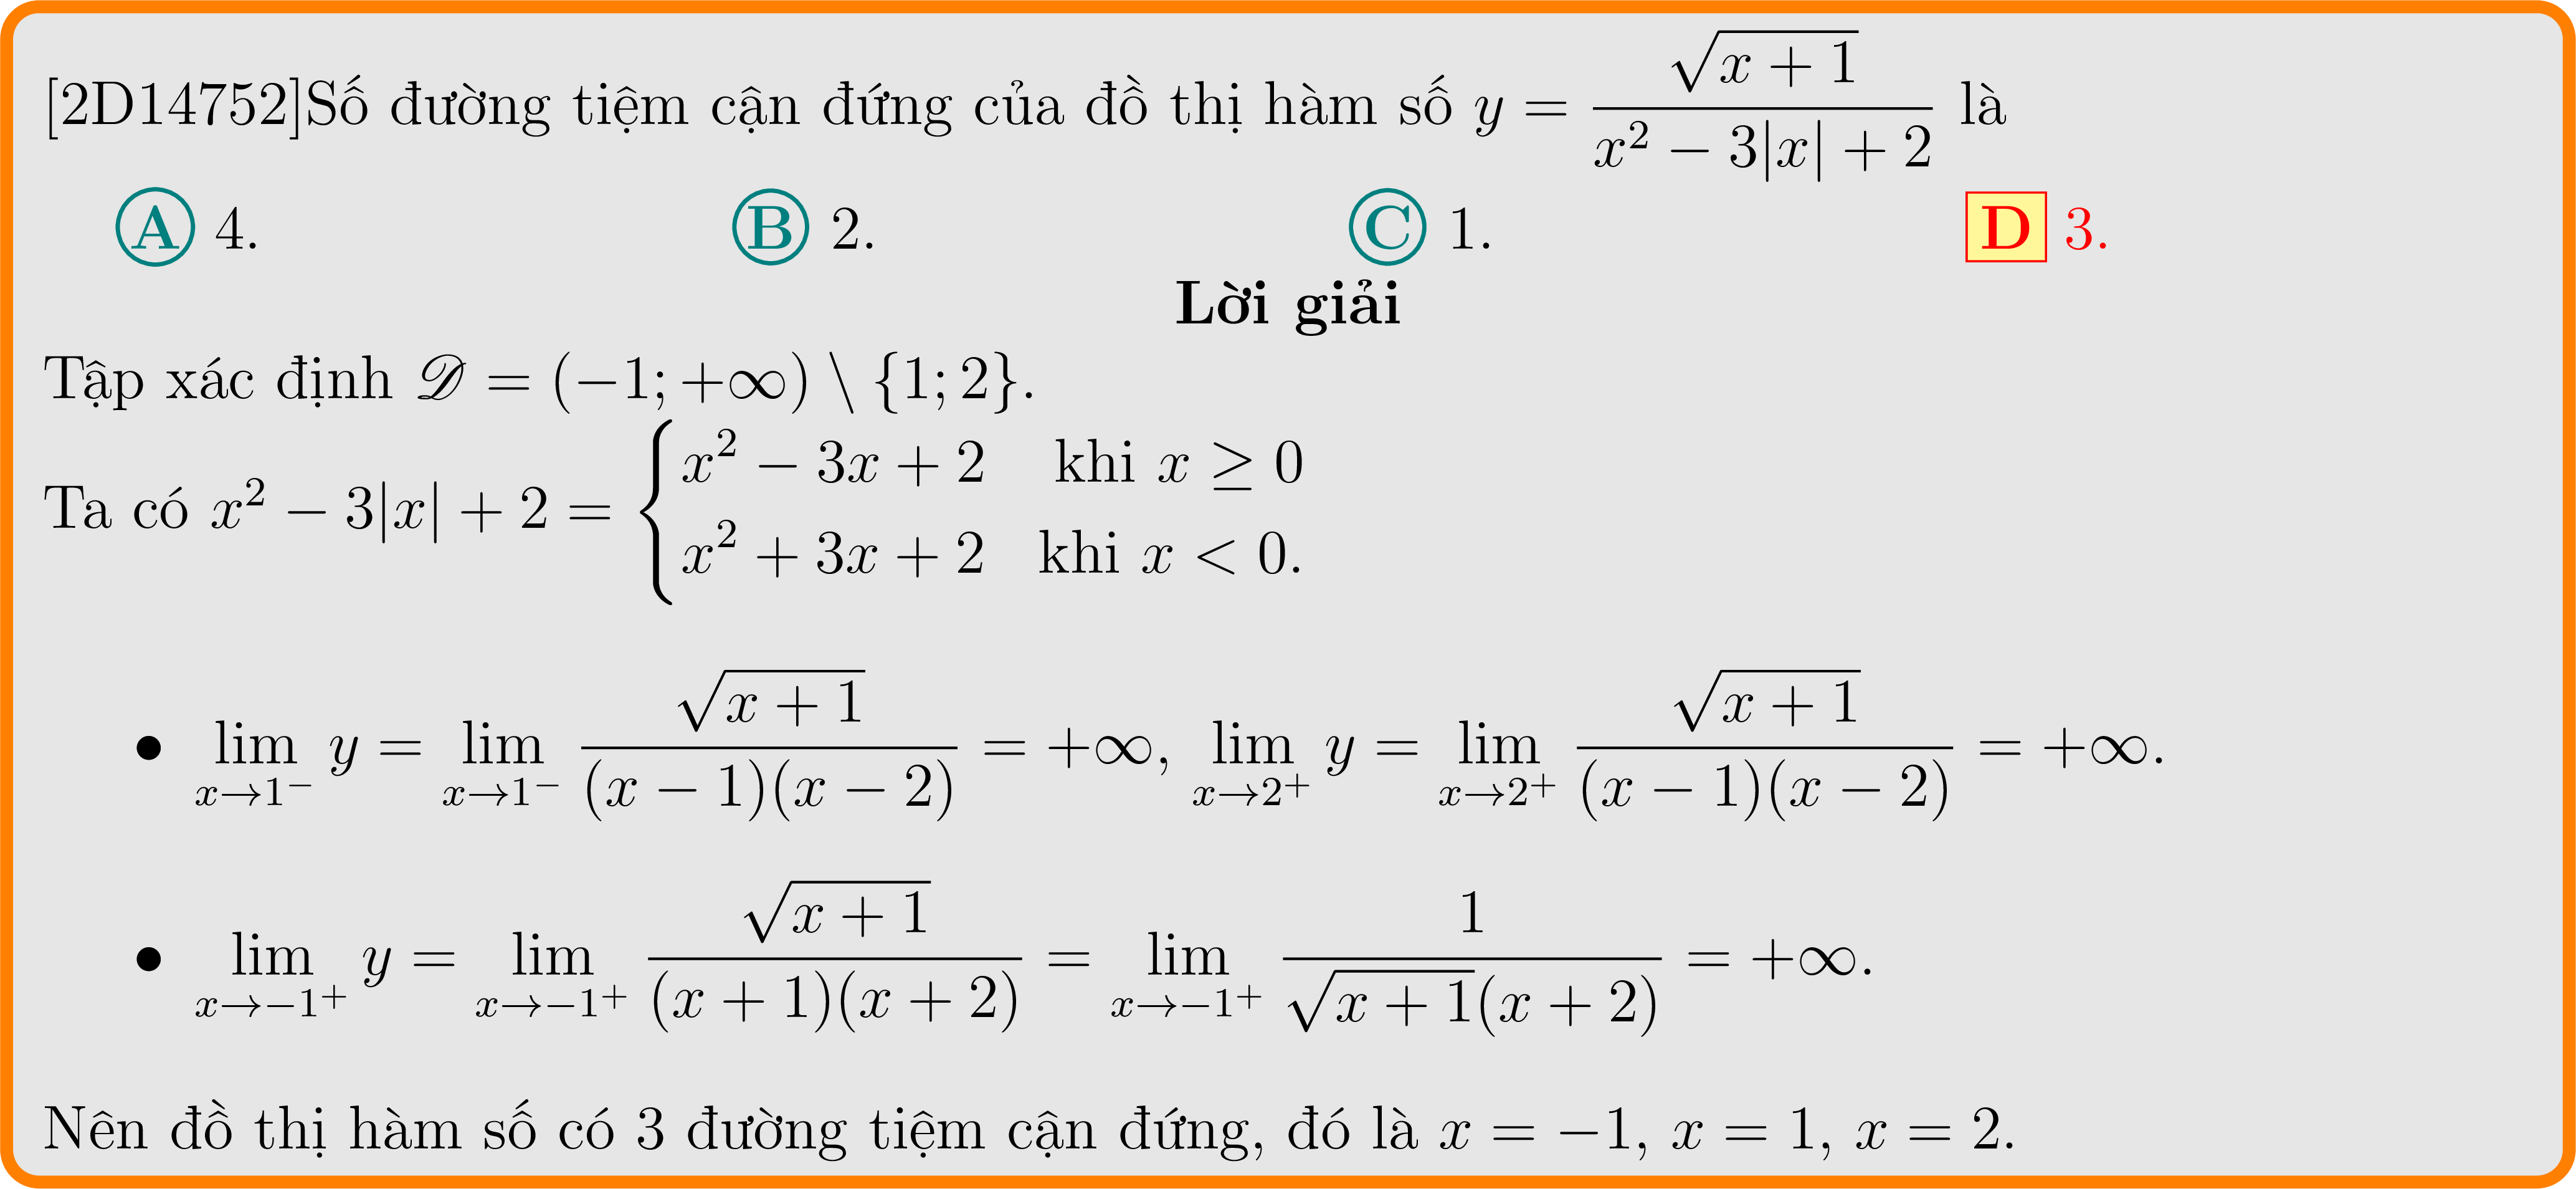 [2D14752]Số đường tiệm cận đứng của đồ thị hàm số $y = \dfrac{\sqrt{x+1}}{x^2 - 3|x| + 2}$ là
A 4. B 2. C 1. D 3.
Lời giải
Tập xác định $\mathscr{D} = (-1; +\infty) \setminus \{1; 2\}$.
Ta có $x^2 - 3|x| + 2 = \begin{cases} x^2 - 3x + 2 & \text{khi } x \geq 0 \\ x^2 + 3x + 2 & \text{khi } x < 0. \end{cases}$
• $\lim\limits_{x \to 1^-} y = \lim\limits_{x \to 1^-} \dfrac{\sqrt{x+1}}{(x-1)(x-2)} = +\infty$, $\lim\limits_{x \to 2^+} y = \lim\limits_{x \to 2^+} \dfrac{\sqrt{x+1}}{(x-1)(x-2)} = +\infty$.
• $\lim\limits_{x \to -1^+} y = \lim\limits_{x \to -1^+} \dfrac{\sqrt{x+1}}{(x+1)(x+2)} = \lim\limits_{x \to -1^+} \dfrac{1}{\sqrt{x+1}(x+2)} = +\infty$.
Nên đồ thị hàm số có 3 đường tiệm cận đứng, đó là $x = -1$, $x = 1$, $x = 2$.